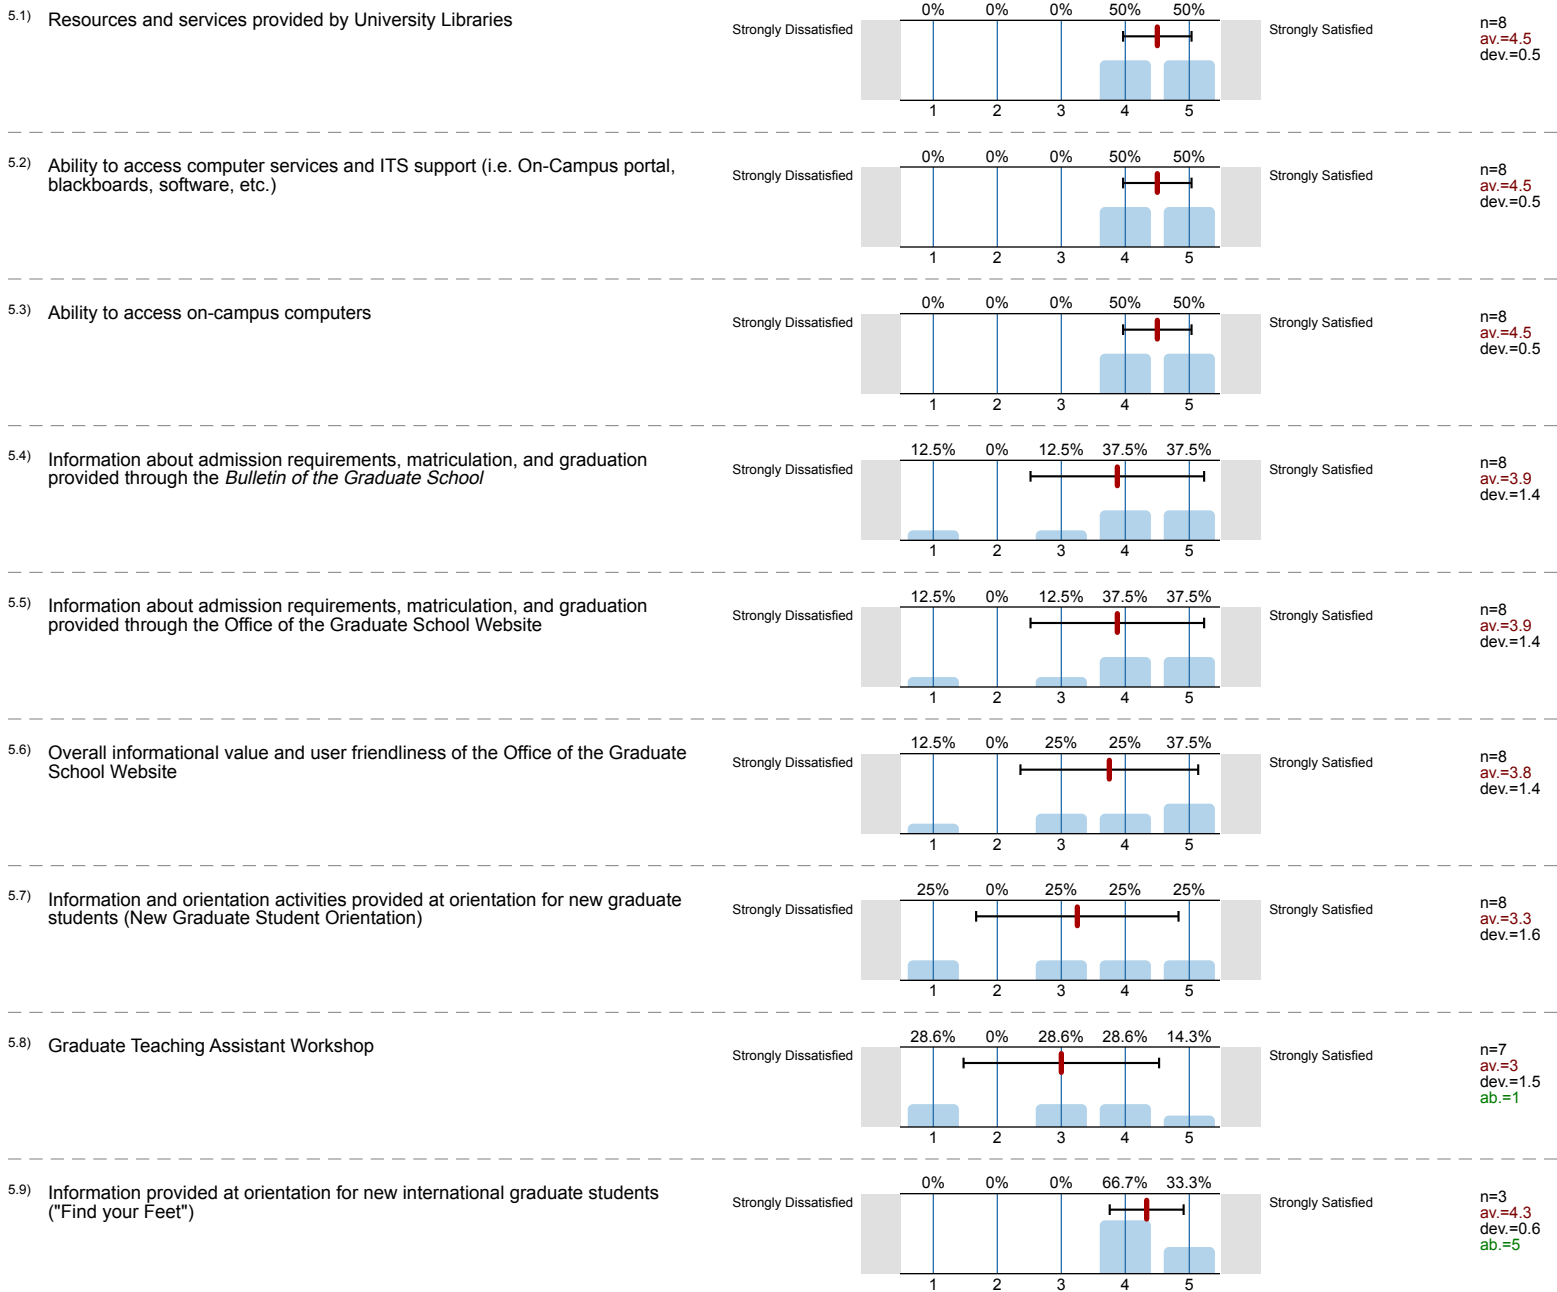 5.1) Resources and services provided by University Libraries
Strongly Dissatisfied
0% 0% 0% 50% 50%
1 2 3 4 5
Strongly Satisfied
n=8
av.=4.5
dev.=0.5
5.2) Ability to access computer services and ITS support (i.e. On-Campus portal,
blackboards, software, etc.)
Strongly Dissatisfied
0% 0% 0% 50% 50%
1 2 3 4 5
Strongly Satisfied
n=8
av.=4.5
dev.=0.5
5.3) Ability to access on-campus computers
Strongly Dissatisfied
0% 0% 0% 50% 50%
1 2 3 4 5
Strongly Satisfied
n=8
av.=4.5
dev.=0.5
5.4) Information about admission requirements, matriculation, and graduation
provided through the Bulletin of the Graduate School
Strongly Dissatisfied
12.5% 0% 12.5% 37.5% 37.5%
1 2 3 4 5
Strongly Satisfied
n=8
av.=3.9
dev.=1.4
5.5) Information about admission requirements, matriculation, and graduation
provided through the Office of the Graduate School Website
Strongly Dissatisfied
12.5% 0% 12.5% 37.5% 37.5%
1 2 3 4 5
Strongly Satisfied
n=8
av.=3.9
dev.=1.4
5.6) Overall informational value and user friendliness of the Office of the Graduate
School Website
Strongly Dissatisfied
12.5% 0% 25% 25% 37.5%
1 2 3 4 5
Strongly Satisfied
n=8
av.=3.8
dev.=1.4
5.7) Information and orientation activities provided at orientation for new graduate
students (New Graduate Student Orientation)
Strongly Dissatisfied
25% 0% 25% 25% 25%
1 2 3 4 5
Strongly Satisfied
n=8
av.=3.3
dev.=1.6
5.8) Graduate Teaching Assistant Workshop
Strongly Dissatisfied
28.6% 0% 28.6% 28.6% 14.3%
1 2 3 4 5
Strongly Satisfied
n=7
av.=3
dev.=1.5
ab.=1
5.9) Information provided at orientation for new international graduate students
("Find your Feet")
Strongly Dissatisfied
0% 0% 0% 66.7% 33.3%
1 2 3 4 5
Strongly Satisfied
n=3
av.=4.3
dev.=0.6
ab.=5